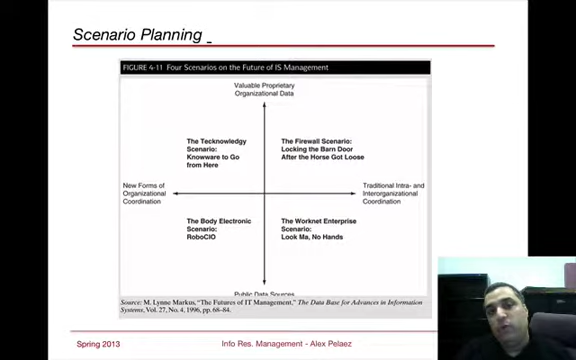 Scenario Planning _
FIGURE 4-11 Four Scenarios on the Future of IS Management
Valuable Proprietary
Organizational Data
The Tecknowledgy
Scenario:
Knowware to Go
from Here
The Firewall Scenario:
Locking the Barn Door
After the Horse Got Loose
New Forms of
Organizational
Coordination
Traditional Intra- and
Interorganizational
Coordination
The Body Electronic
Scenario:
RoboCIO
The Worknet Enterprise
Scenario:
Look Ma, No Hands
Public Data Sources
Source: M. Lynne Markus, "The Futures of IT Management," The Data Base for Advances in Information
Systems, Vol. 27, No. 4, 1996, pp. 68–84.
Spring 2013
Info Res. Management - Alex Pelaez